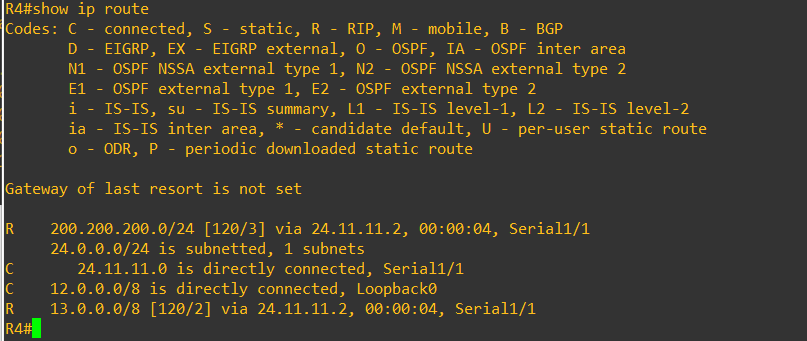 R4#show ip route
Codes: C - connected, S - static, R - RIP, M - mobile, B - BGP
       D - EIGRP, EX - EIGRP external, O - OSPF, IA - OSPF inter area
       N1 - OSPF NSSA external type 1, N2 - OSPF NSSA external type 2
       E1 - OSPF external type 1, E2 - OSPF external type 2
       i - IS-IS, su - IS-IS summary, L1 - IS-IS level-1, L2 - IS-IS level-2
       ia - IS-IS inter area, * - candidate default, U - per-user static route
       o - ODR, P - periodic downloaded static route
Gateway of last resort is not set
R    200.200.200.0/24 [120/3] via 24.11.11.2, 00:00:04, Serial1/1
     24.0.0.0/24 is subnetted, 1 subnets
C       24.11.11.0 is directly connected, Serial1/1
C    12.0.0.0/8 is directly connected, Loopback0
R    13.0.0.0/8 [120/2] via 24.11.11.2, 00:00:04, Serial1/1
R4#